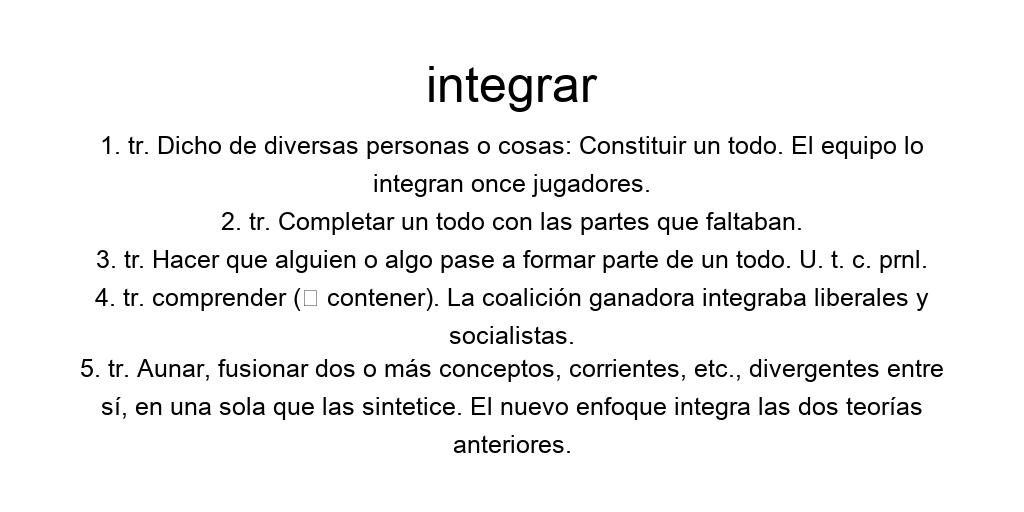 integrar
1. tr. Dicho de diversas personas o cosas: Constituir un todo. El equipo lo
integran once jugadores.
2. tr. Completar un todo con las partes que faltaban.
3. tr. Hacer que alguien o algo pase a formar parte de un todo. U. t. c. prnl.
4. tr. comprender (▯ contener). La coalición ganadora integraba liberales y
socialistas.
5. tr. Aunar, fusionar dos o más conceptos, corrientes, etc., divergentes entre
sí, en una sola que las sintetice. El nuevo enfoque integra las dos teorías
anteriores.